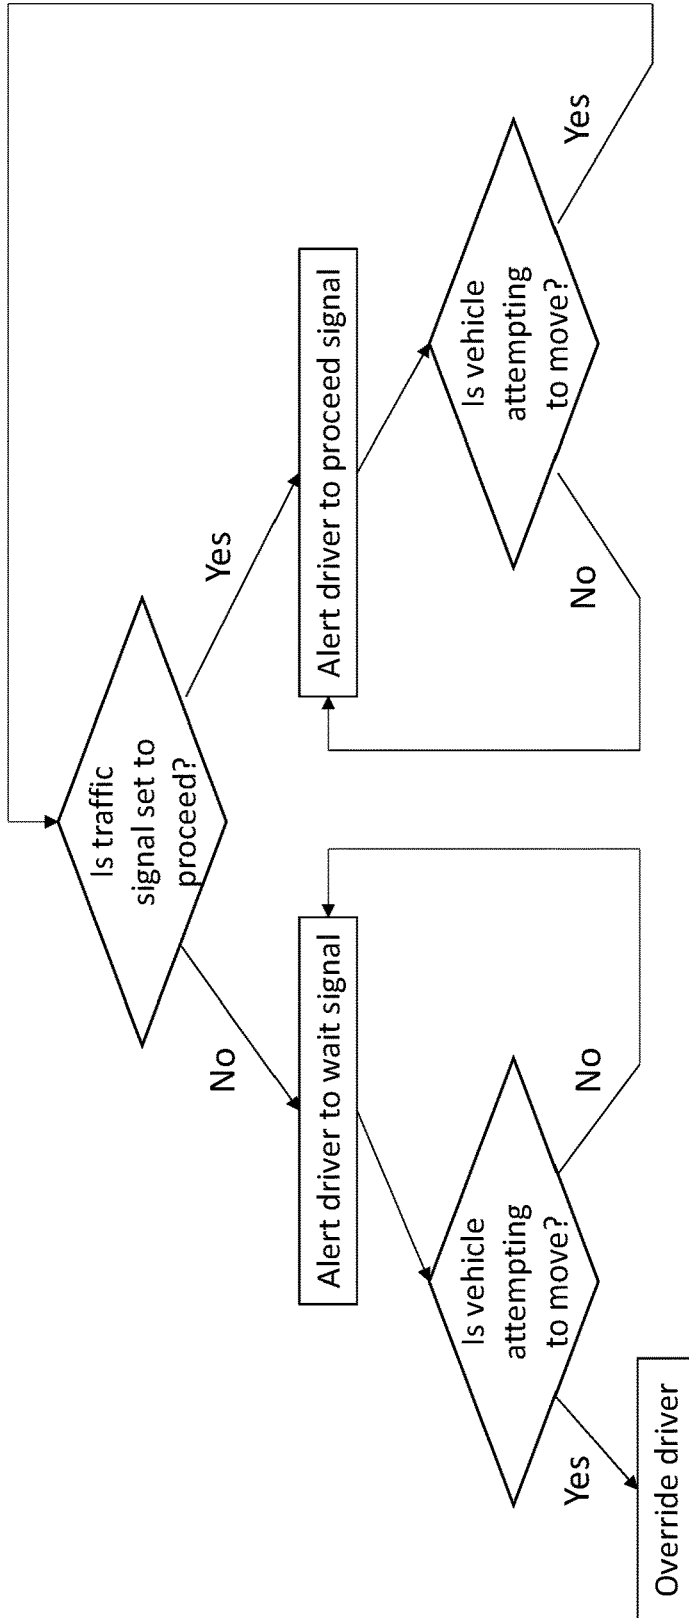 Is traffic
signal set to
proceed?
No
Yes
Alert driver to wait signal
Alert driver to proceed signal
Is vehicle
attempting
to move?
Is vehicle
attempting
to move?
Yes
No
No
Yes
Override driver